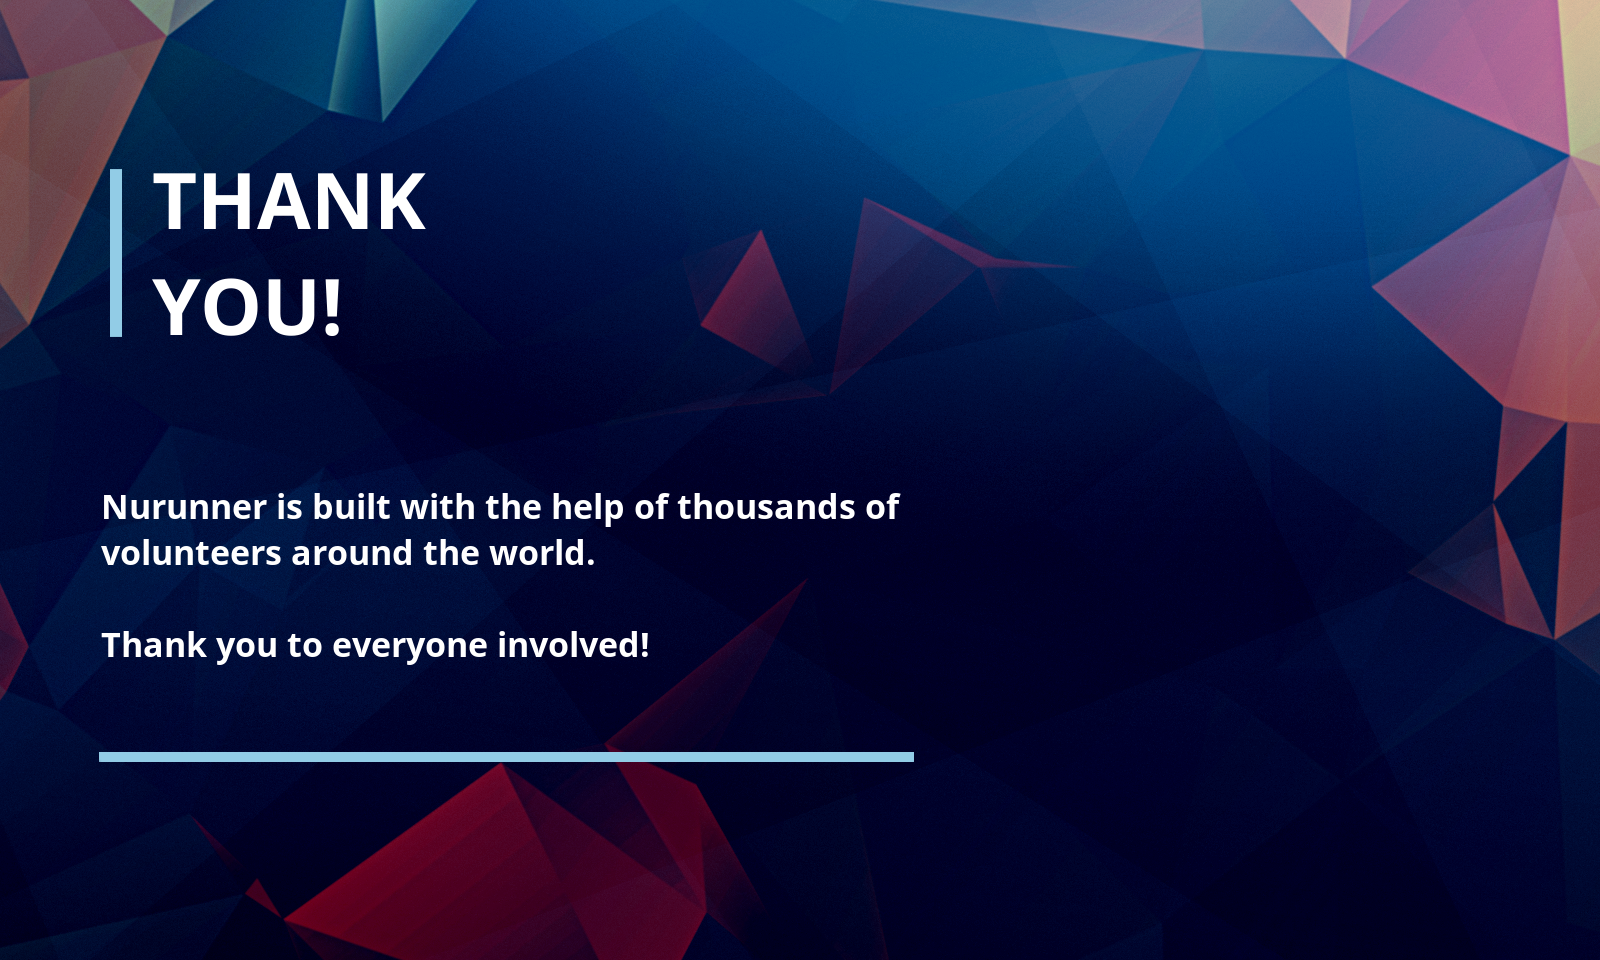 THANK
YOU!
Nurunner is built with the help of thousands of
volunteers around the world.
Thank you to everyone involved!